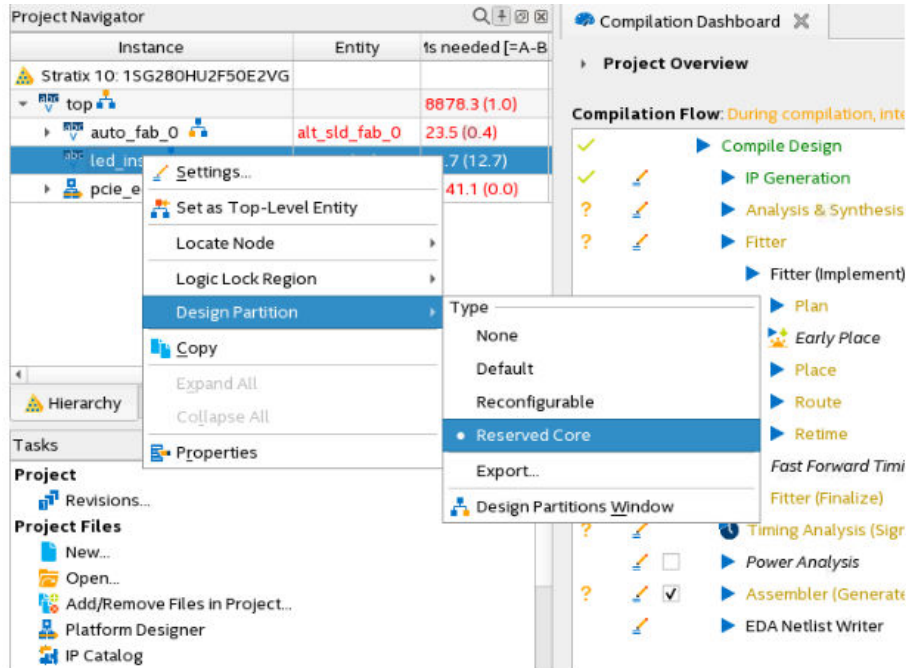 Project Navigator
Instance
Entity
Ms needed [=A-B
Stratix 10: 1SG280HU2F50E2VG
top
8878.3 (1.0)
auto_fab_0
alt_sld_fab_0
23.5 (0.4)
led_ins
.7 (12.7)
pcie_e
41.1 (0.0)
Settings...
Set as Top-Level Entity
Locate Node
Logic Lock Region
Design Partition
Copy
Expand All
Collapse All
Properties
Type
None
Default
Reconfigurable
Reserved Core
Export...
Design Partitions Window
Hierarchy
Tasks
Project
Revisions...
Project Files
New...
Open...
Add/Remove Files in Project...
Platform Designer
IP Catalog
Compilation Dashboard
Project Overview
Compilation Flow: During compilation, inte
Compile Design
IP Generation
Analysis & Synthesis
Fitter
Fitter (Implement)
Plan
Early Place
Place
Route
Retime
Fast Forward Timi
Fitter (Finalize)
Timing Analysis (Sign
Power Analysis
Assembler (Generate
EDA Netlist Writer